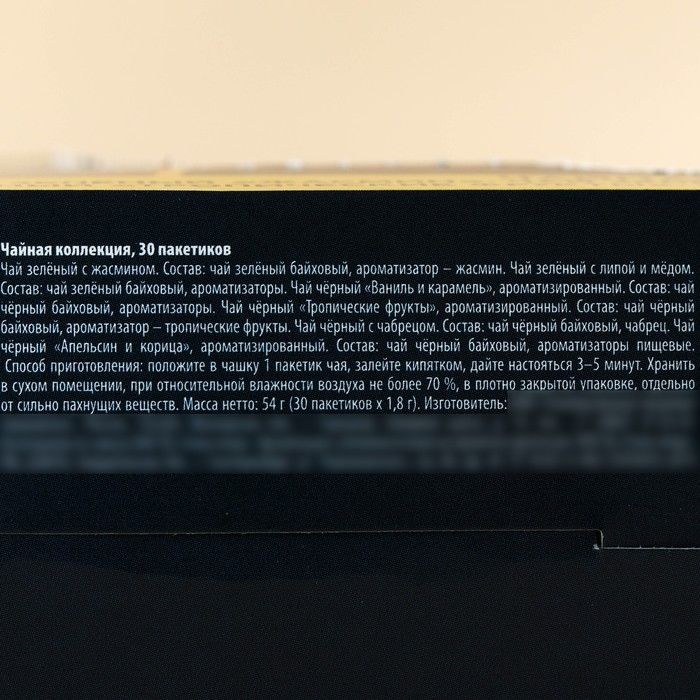 Чайная коллекция, 30 пакетиков
Чай зелёный с жасмином. Состав: чай зелёный байховый, ароматизатор – жасмин. Чай зелёный с липой и мёдом.
Состав: чай зелёный байховый, ароматизаторы. Чай чёрный «Ваниль и карамель», ароматизированный. Состав: чай
чёрный байховый, ароматизаторы. Чай чёрный «Тропические фрукты», ароматизированный. Состав: чай чёрный
байховый, ароматизатор – тропические фрукты. Чай чёрный с чабрецом. Состав: чай чёрный байховый, чабрец. Чай
чёрный «Апельсин и корица», ароматизированный. Состав: чай чёрный байховый, ароматизаторы пищевые.
Способ приготовления: положите в чашку 1 пакетик чая, залейте кипятком, дайте настояться 3–5 минут. Хранить
в сухом помещении, при относительной влажности воздуха не более 70 %, в плотно закрытой упаковке, отдельно
от сильно пахнущих веществ. Масса нетто: 54 г (30 пакетиков х 1,8 г). Изготовитель: